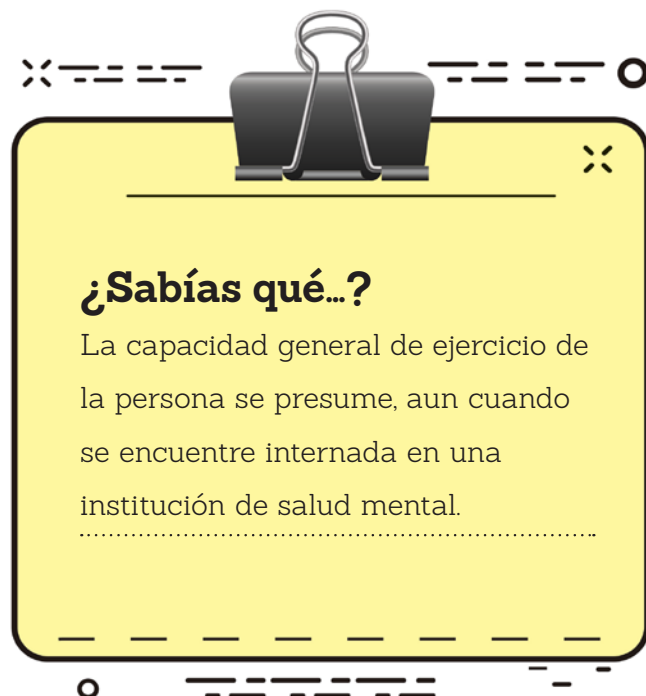 ¿Sabías qué...?
La capacidad general de ejercicio de
la persona se presume, aun cuando
se encuentre internada en una
institución de salud mental.